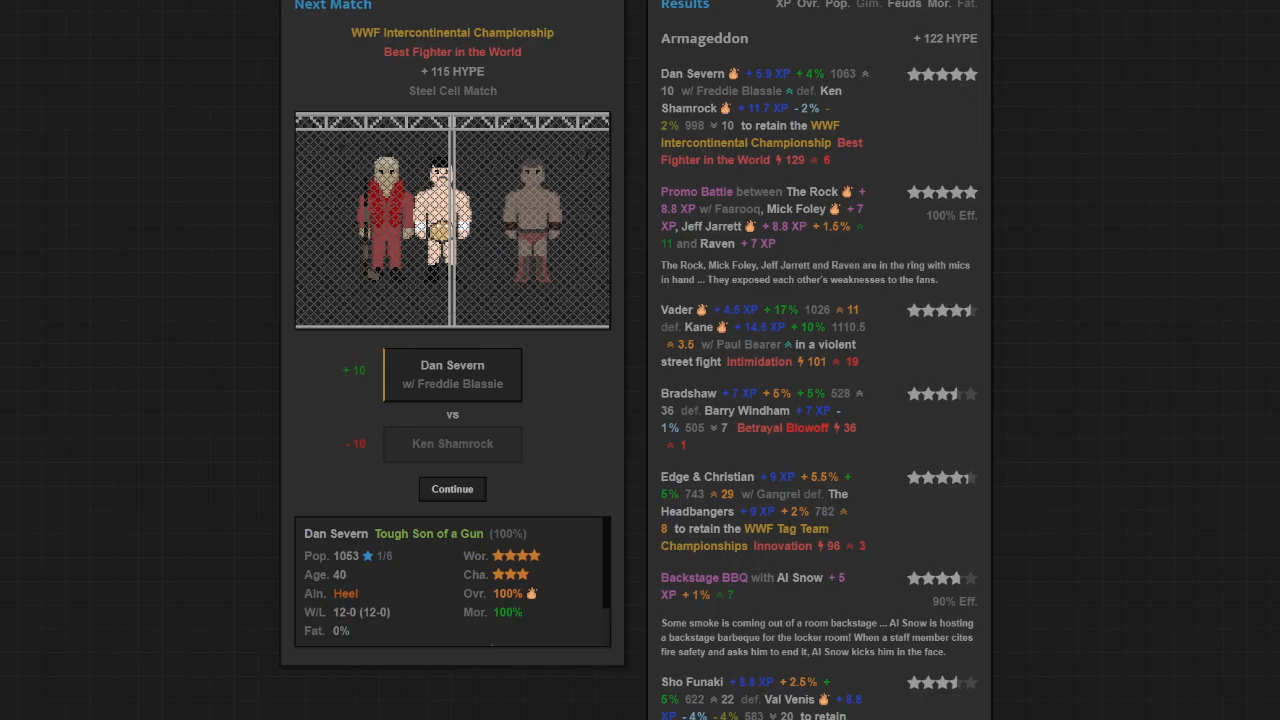 Next Match
WWF Intercontinental Championship
Best Fighter in the World
+ 115 HYPE
Steel Cell Match
+ 10
Dan Severn
w/ Freddie Blassie
vs
- 10
Ken Shamrock
Continue
Dan Severn Tough Son of a Gun (100%)
Pop. 1053 1/6
Wor.
Age. 40
Cha.
Aln. Heel
Ovr. 100%
W/L 12-0 (12-0)
Mor. 100%
Fat. 0%
Results XP Ovr. Pop. Gim. Feuds Mor. Fat.
Armageddon + 122 HYPE
Dan Severn + 5.9 XP + 4% 1063
10 w/ Freddie Blassie def. Ken
Shamrock + 11.7 XP - 2% -
2% 998 10 to retain the WWF
Intercontinental Championship Best
Fighter in the World 129 6
Promo Battle between The Rock +
8.8 XP w/ Faarooq, Mick Foley + 7
XP, Jeff Jarrett + 8.8 XP + 1.5%
11 and Raven + 7 XP
100% Eff.
The Rock, Mick Foley, Jeff Jarrett and Raven are in the ring with mics
in hand ... They exposed each other's weaknesses to the fans.
Vader + 4.5 XP + 17% 1026 11
def. Kane + 14.6 XP + 10% 1110.5
3.5 w/ Paul Bearer in a violent
street fight Intimidation 101 19
Bradshaw + 7 XP + 5% + 5% 528
36 def. Barry Windham + 7 XP -
1% 505 7 Betrayal Blowoff 36
1
Edge & Christian + 9 XP + 5.5% +
5% 743 29 w/ Gangrel def. The
Headbangers + 9 XP + 2% 782
8 to retain the WWF Tag Team
Championships Innovation 96 3
Backstage BBQ with Al Snow + 5
XP + 1% 7
90% Eff.
Some smoke is coming out of a room backstage ... Al Snow is hosting
a backstage barbeque for the locker room! When a staff member cites
fire safety and asks him to end it, Al Snow kicks him in the face.
Sho Funaki + 8.8 XP + 2.5% +
5% 622 22 def. Val Venis + 8.8
XP - 4% - 4% 583 20 to retain